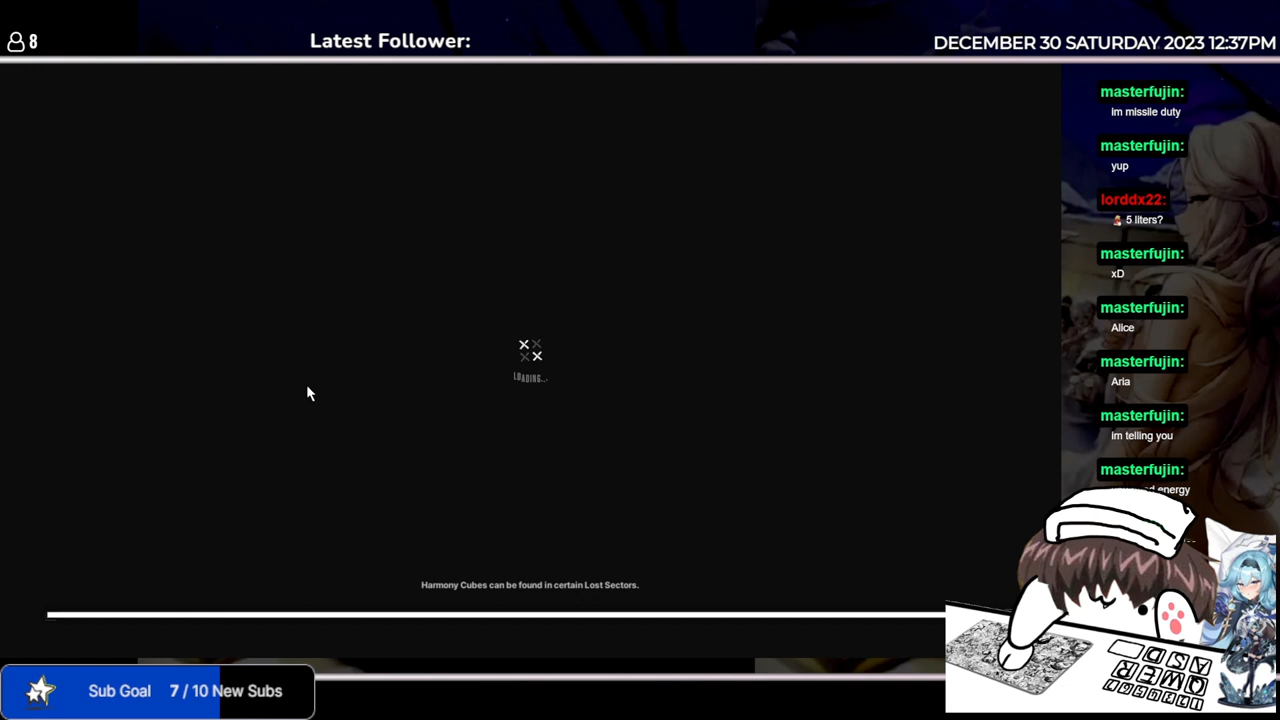 8
Latest Follower:
DECEMBER 30 SATURDAY 2023 12:37PM
masterfujin:
Im missile duty
masterfujin:
yup
lorddx22:
5 liters?
masterfujin:
xD
masterfujin:
Alice
masterfujin:
Aria
masterfujin:
Im telling you
masterfujin:
energy
LOADING...
Harmony Cubes can be found in certain Lost Sectors.
Sub Goal 7 / 10 New Subs